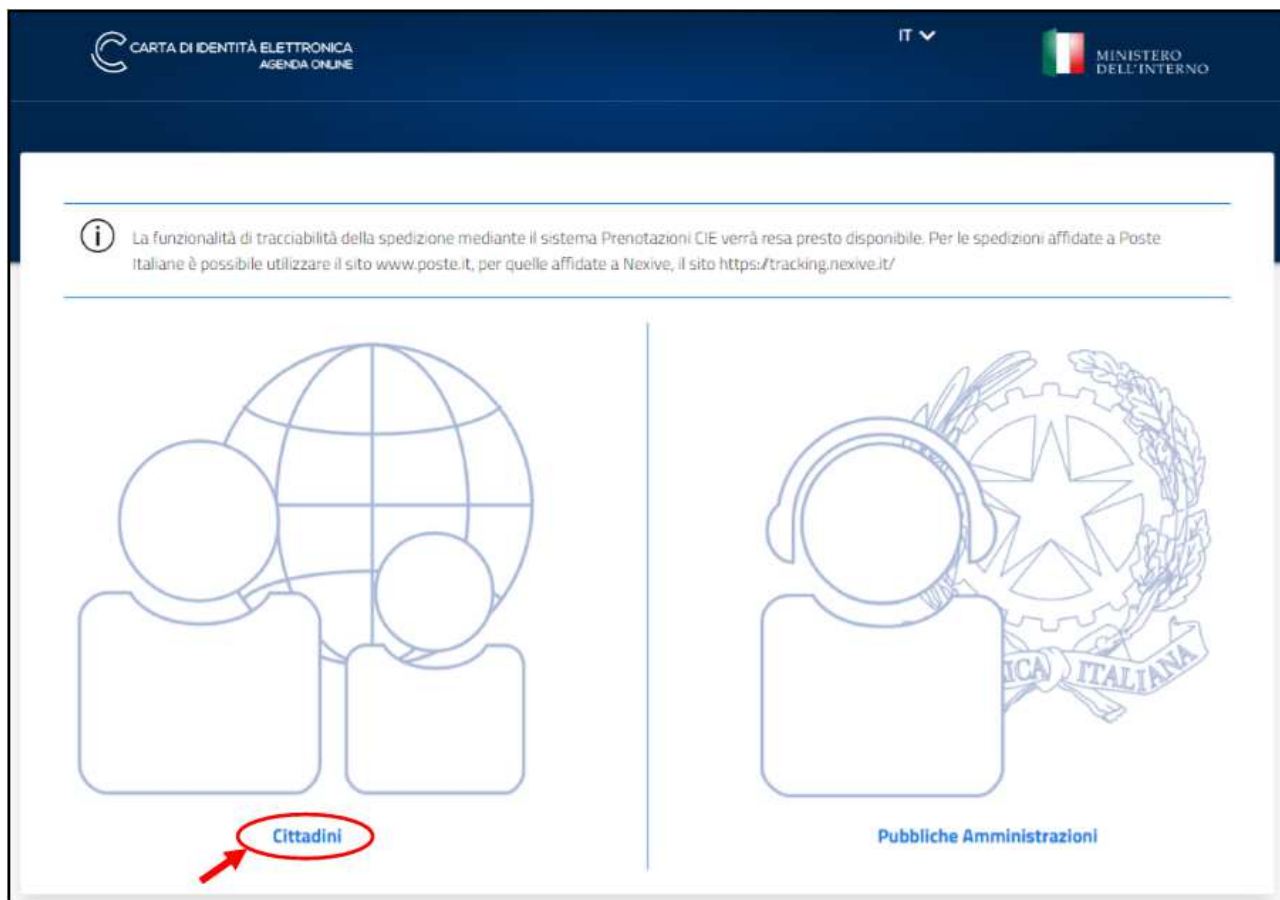 CARTA DI IDENTITÀ ELETTRONICA
AGENDA ONLINE
IT
MINISTERO
DELL'INTERNO
La funzionalità di tracciabilità della spedizione mediante il sistema Prenotazioni CIE verrà resa presto disponibile. Per le spedizioni affidate a Poste
Italiane è possibile utilizzare il sito www.poste.it, per quelle affidate a Nexive, il sito https://tracking.nexive.it/
ICA ITALIANA
Cittadini
Pubbliche Amministrazioni